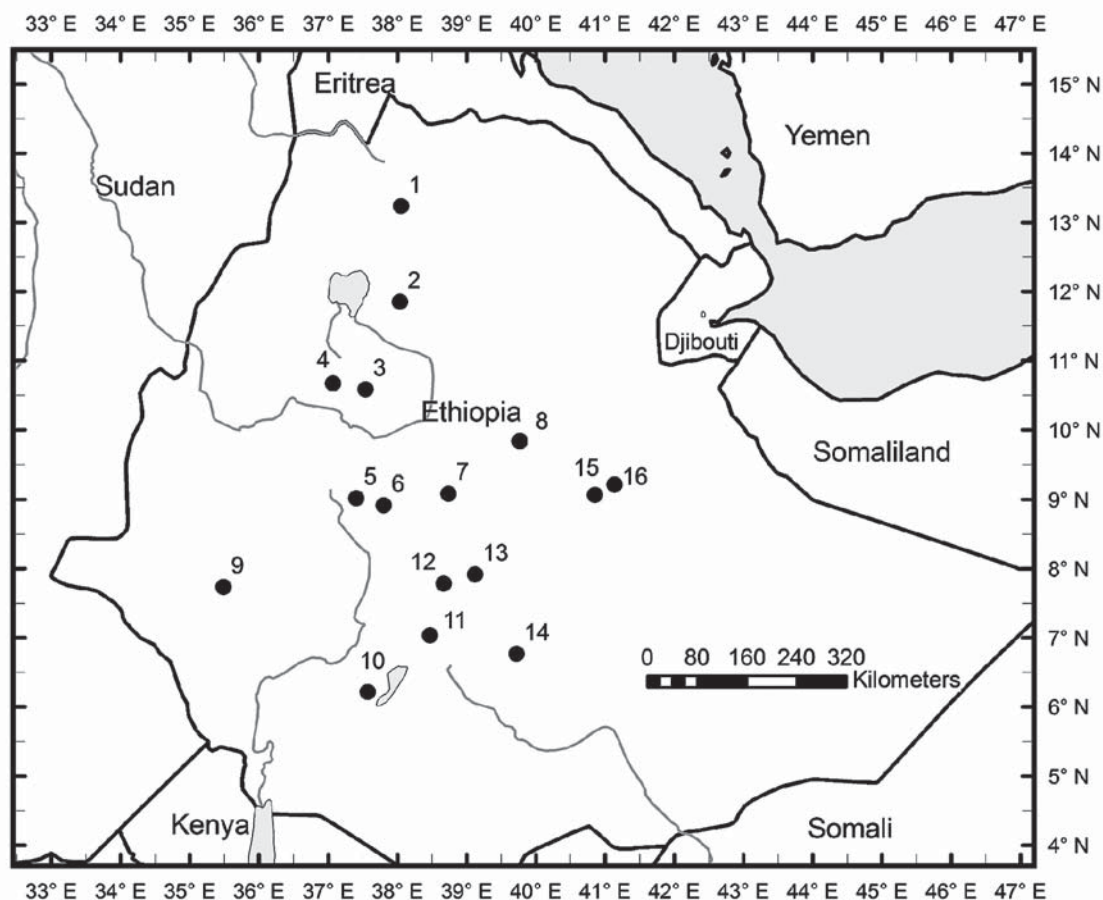 33° E 34° E 35° E 36° E 37° E 38° E 39° E 40° E 41° E 42° E 43° E 44° E 45° E 46° E 47° E
Eritrea
15° N
Yemen
14° N
Sudan
1
13° N
2
12° N
Djibouti
11° N
4 3
Ethiopia
8
10° N
Somaliland
5 6 7 15 16
9° N
9 12 13
8° N
11
14
7° N
0 80 160 240 320
Kilometers
10
6° N
5° N
Kenya
Somali
4° N
33° E 34° E 35° E 36° E 37° E 38° E 39° E 40° E 41° E 42° E 43° E 44° E 45° E 46° E 47° E